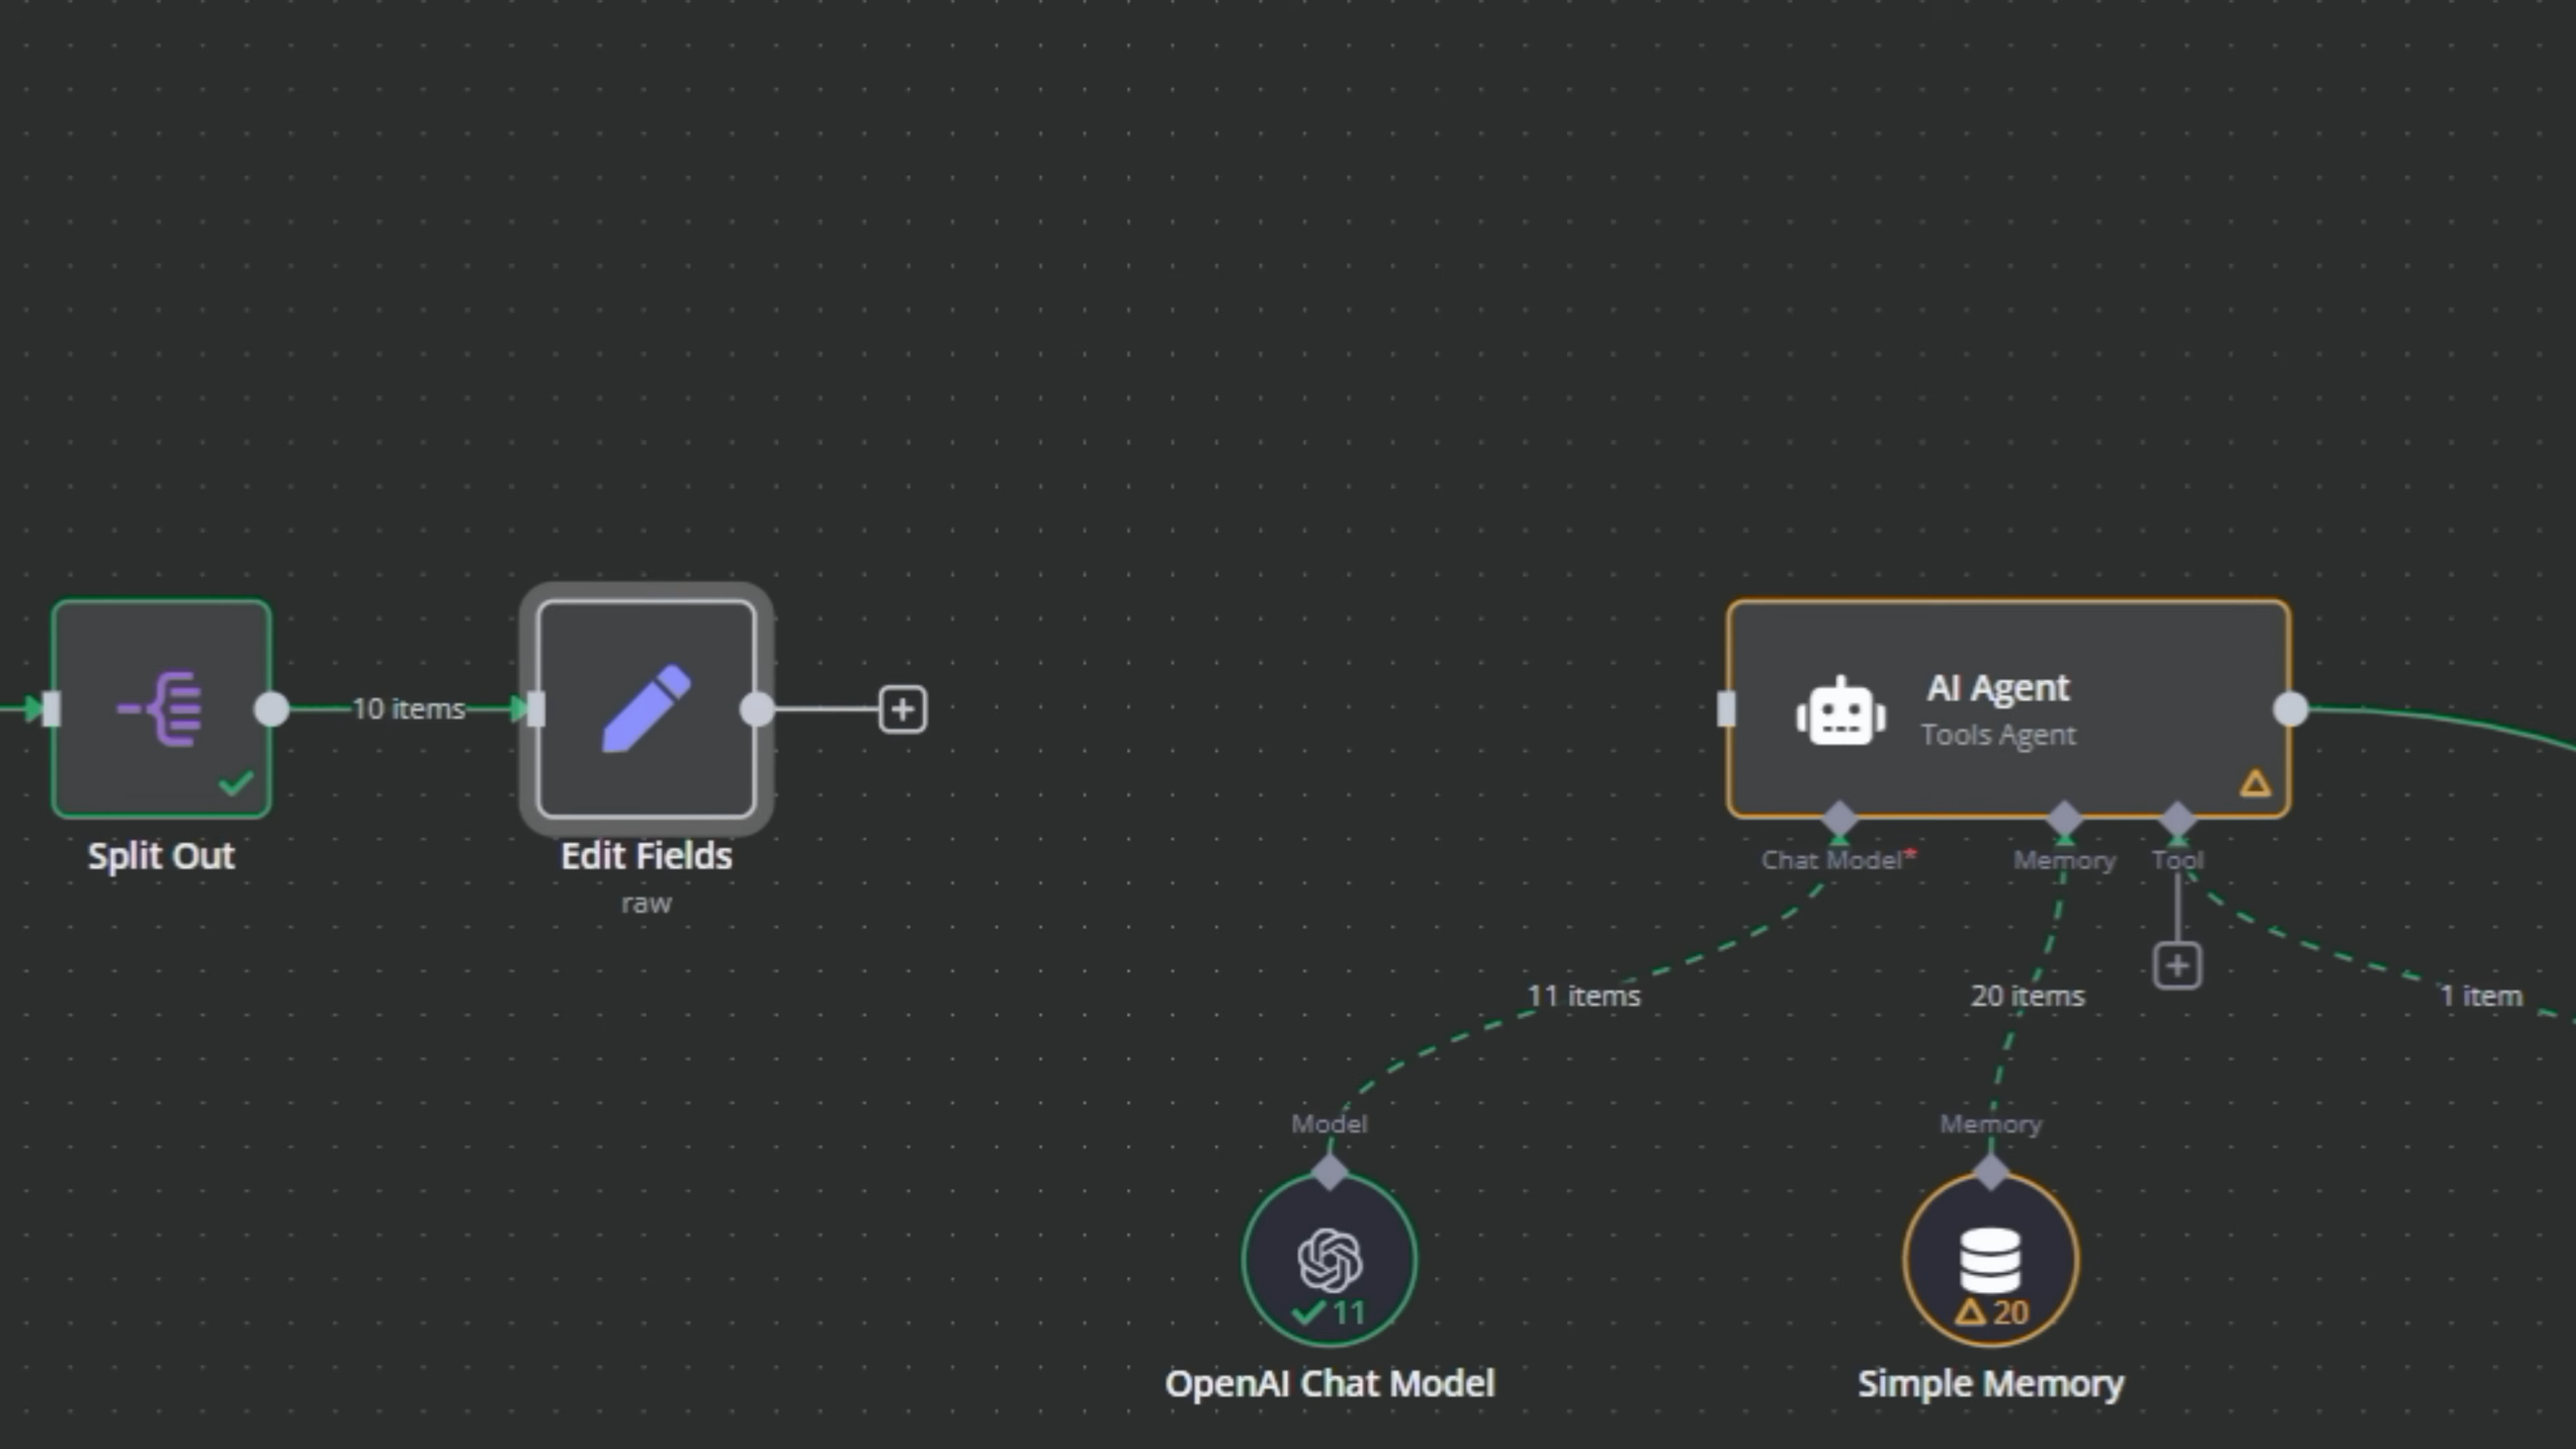 10 items
Split Out
Edit Fields
raw
AI Agent
Tools Agent
Chat Model*
Memory
Tool
11 items
20 items
1 item
Model
Memory
11
20
OpenAI Chat Model
Simple Memory